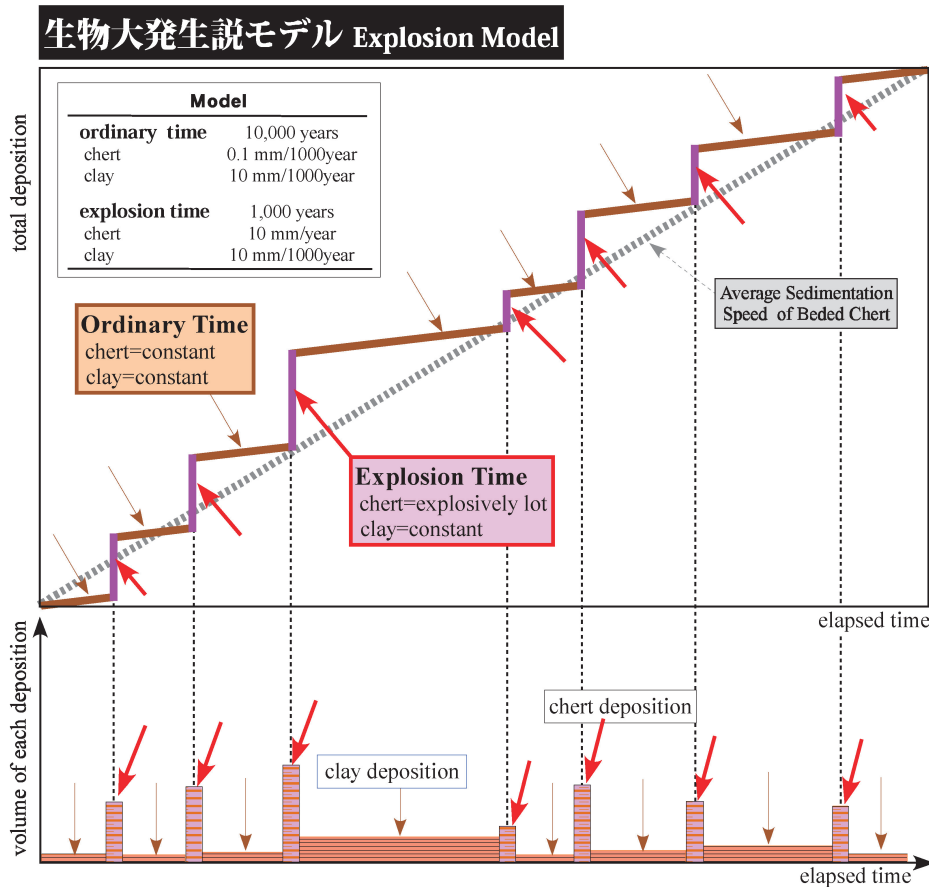 生物大発生説モデル Explosion Model
total deposition
Model
ordinary time 10,000 years
chert 0.1 mm/1000year
clay 10 mm/1000year
explosion time 1,000 years
chert 10 mm/year
clay 10 mm/1000year
Average Sedimentation
Speed of Beded Chert
Ordinary Time
chert=constant
clay=constant
Explosion Time
chert=explosively lot
clay=constant
elapsed time
volume of each deposition
chert deposition
clay deposition
elapsed time